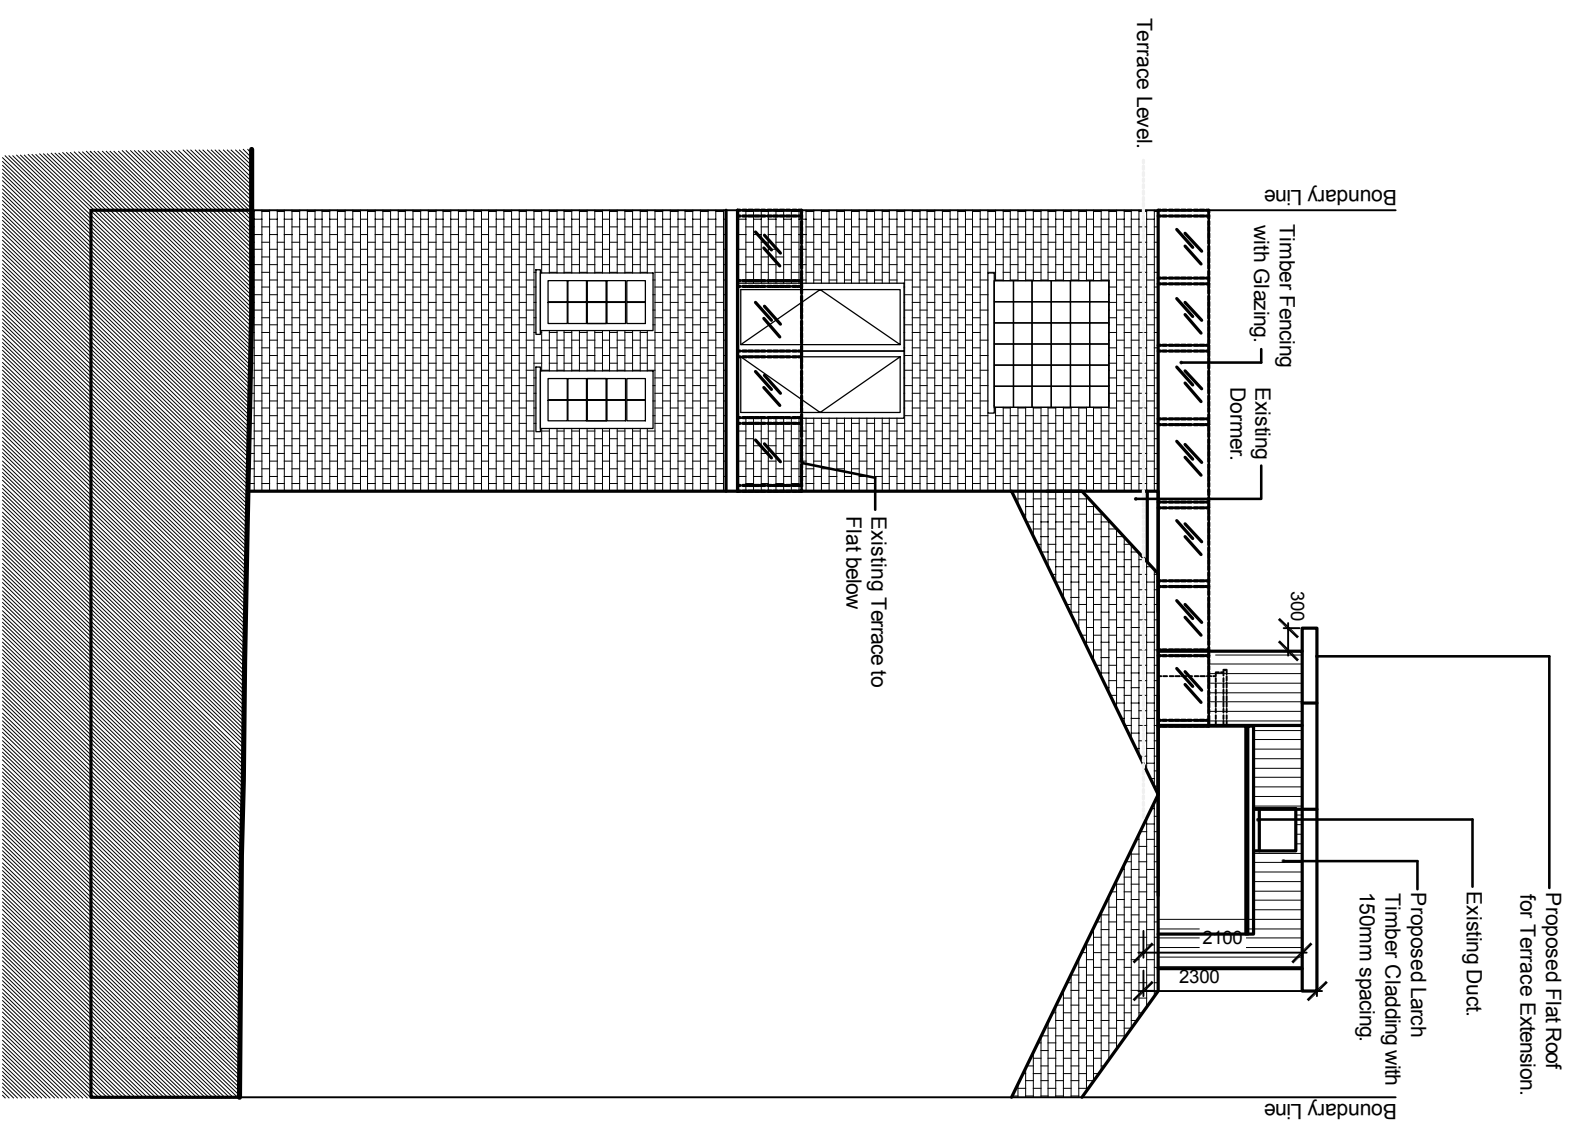 Terrace Level.
Boundary Line
Timber Fencing
with Glazing.
Existing
Dormer.
Existing Terrace to
Flat below
300
Proposed Flat Roof
for Terrace Extension.
Existing Duct.
Proposed Larch
Timber Cladding with
150mm spacing.
2100
2300
Boundary Line